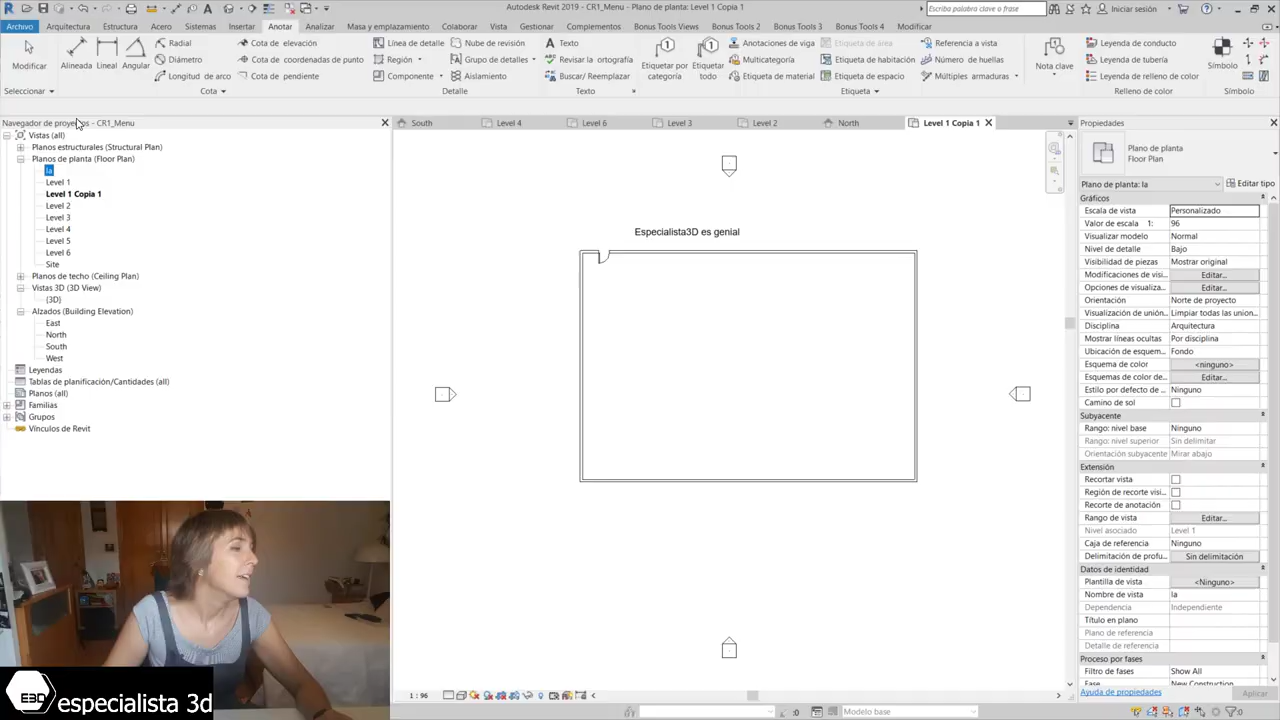 Autodesk Revit 2019 - CR1_Menu - Plano de planta: Level 1 Copia 1
Escriba palabra clave o frase
Iniciar sesión
Archivo Arquitectura Estructura Acero Sistemas Insertar Anotar Analizar Masa y emplazamiento Colaborar Vista Gestionar Complementos Bonus Tools Views Bonus Tools 2 Bonus Tools 3 Bonus Tools 4 Modificar
Modificar
Seleccionar
Alineada Lineal Angular
Radial
Diámetro
Longitud de arco
Cota de elevación
Cota de coordenadas de punto
Cota de pendiente
Cota
Línea de detalle
Región
Componente
Nube de revisión
Grupo de detalles
Aislamiento
Detalle
Texto
Revisar la ortografía
Buscar/ Reemplazar
Texto
Etiquetar por categoría
Etiquetar todo
Anotaciones de viga
Multicategoría
Etiqueta de material
Etiqueta de área
Etiqueta de habitación
Etiqueta de espacio
Referencia a vista
Número de huellas
Múltiples armaduras
Etiqueta
Nota clave
Leyenda de conducto
Leyenda de tubería
Leyenda de relleno de color
Relleno de color
Símbolo
Símbolo
Navegador de proyectos - CR1_Menu
Vistas (all)
Planos estructurales (Structural Plan)
Planos de planta (Floor Plan)
la
Level 1
Level 1 Copia 1
Level 2
Level 3
Level 4
Level 5
Level 6
Site
Planos de techo (Ceiling Plan)
Vistas 3D (3D View)
{3D}
Alzados (Building Elevation)
East
North
South
West
Leyendas
Tablas de planificación/Cantidades (all)
Planos (all)
Familias
Grupos
Vínculos de Revit
South Level 4 Level 6 Level 3 Level 2 North Level 1 Copia 1
Especialista3D es genial
1 : 96
Propiedades
Plano de planta
Floor Plan
Plano de planta: la Editar tipo
Gráficos
Escala de vista Personalizado
Valor de escala 1: 96
Visualizar modelo Normal
Nivel de detalle Bajo
Visibilidad de piezas Mostrar original
Modificaciones de visi... Editar...
Opciones de visualiza... Editar...
Orientación Norte de proyecto
Visualización de unión... Limpiar todas las union...
Disciplina Arquitectura
Mostrar líneas ocultas Por disciplina
Ubicación de esquem... Fondo
Esquema de color <ninguno>
Esquemas de color de... Editar...
Estilo por defecto de ... Ninguno
Camino de sol
Subyacente
Rango: nivel base Ninguno
Rango: nivel superior Sin delimitar
Orientación subyacente Mirar abajo
Extensión
Recortar vista
Región de recorte visi...
Recorte de anotación
Rango de vista Editar...
Nivel asociado Level 1
Caja de referencia Ninguno
Delimitación de profu... Sin delimitación
Datos de identidad
Plantilla de vista <Ninguno>
Nombre de vista la
Dependencia Independiente
Título en plano
Plano de referencia
Detalle de referencia
Proceso por fases
Filtro de fases Show All
Fase New Construction
Ayuda de propiedades Aplicar
:0 Modelo base :0
E3D especialista 3d